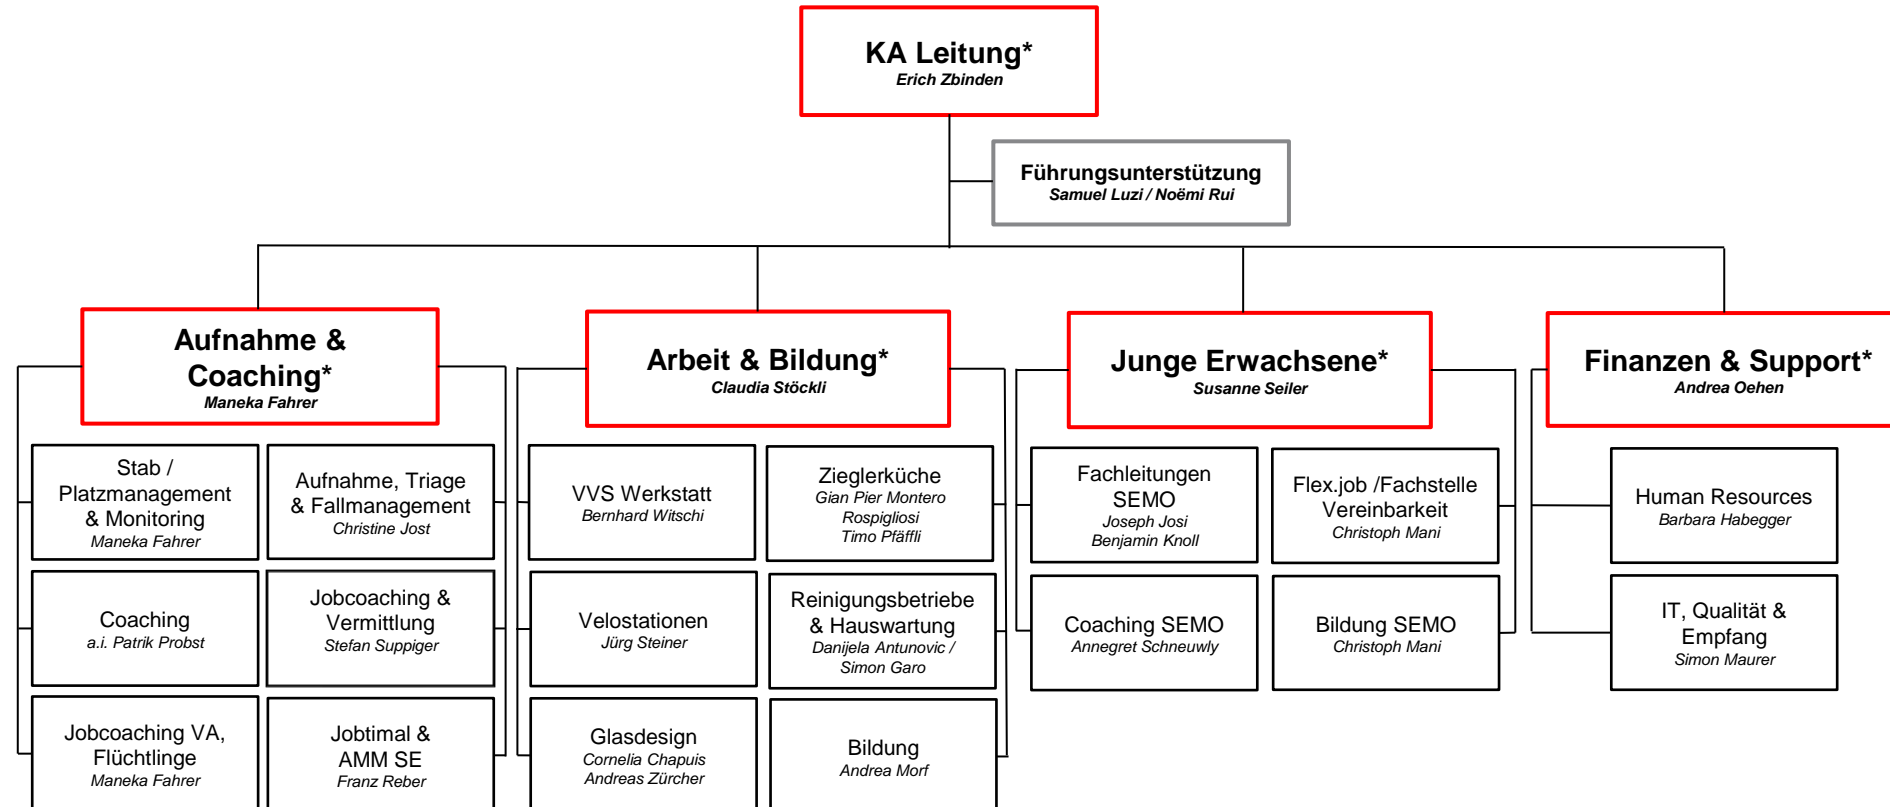 KA Leitung*
Erich Zbinden
Führungsunterstützung
Samuel Luzi / Noëmi Rui
Aufnahme &
Coaching*
Maneka Fahrer
Arbeit & Bildung*
Claudia Stöckli
Junge Erwachsene*
Susanne Seiler
Finanzen & Support*
Andrea Oehen
Stab /
Platzmanagement
& Monitoring
Maneka Fahrer
Aufnahme, Triage
& Fallmanagement
Christine Jost
VVS Werkstatt
Bernhard Witschi
Zieglerküche
Gian Pier Montero
Rospigliosi
Timo Pfäffli
Fachleitungen
SEMO
Joseph Josi
Benjamin Knoll
Flex.job /Fachstelle
Vereinbarkeit
Christoph Mani
Human Resources
Barbara Habegger
Coaching
a.i. Patrik Probst
Jobcoaching &
Vermittlung
Stefan Suppiger
Velostationen
Jürg Steiner
Reinigungsbetriebe
& Hauswartung
Danijela Antunovic /
Simon Garo
Coaching SEMO
Annegret Schneuwly
Bildung SEMO
Christoph Mani
IT, Qualität &
Empfang
Simon Maurer
Jobcoaching VA,
Flüchtlinge
Maneka Fahrer
Jobtimal &
AMM SE
Franz Reber
Glasdesign
Cornelia Chapuis
Andreas Zürcher
Bildung
Andrea Morf